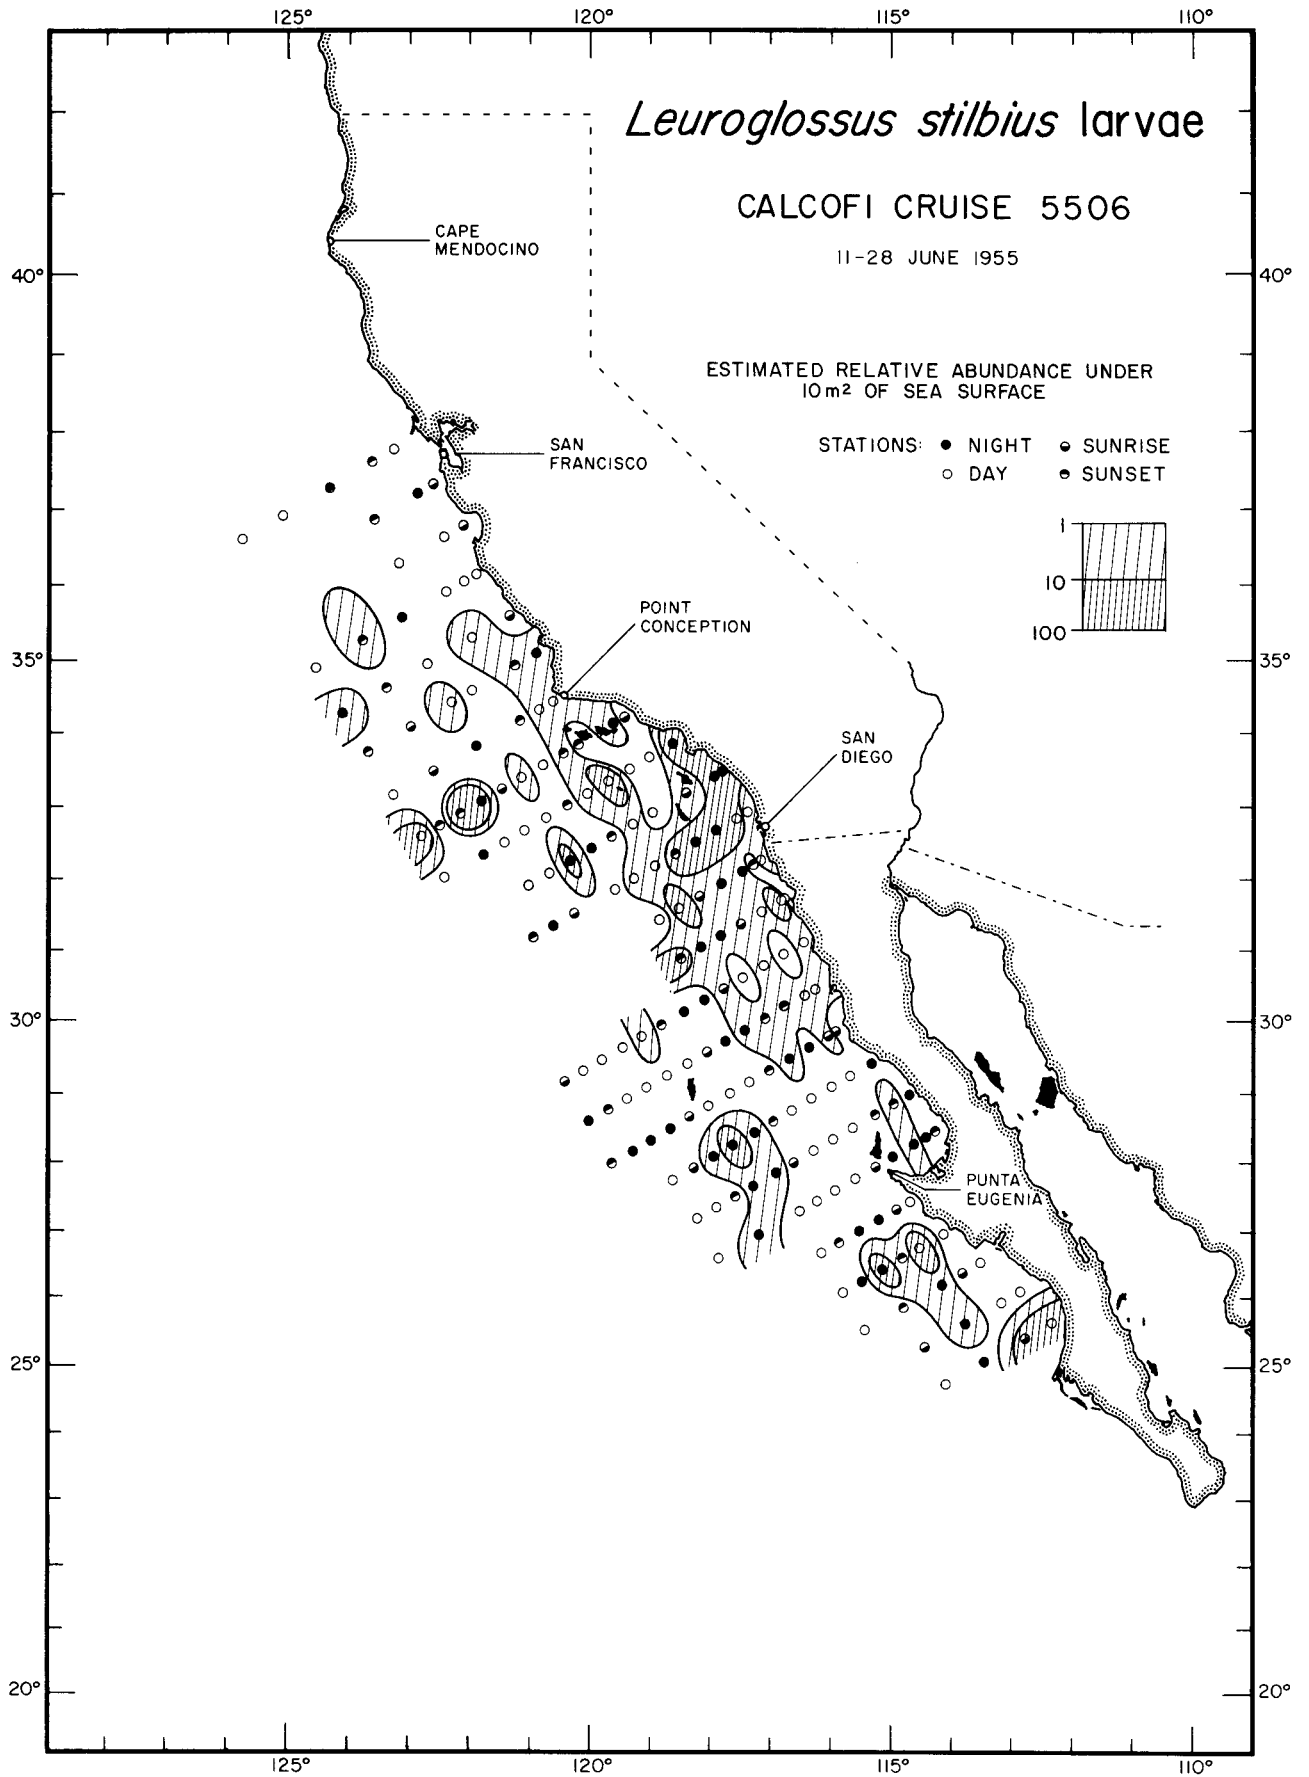 125° 120° 115° 110°
Leuroglossus stilbius larvae
CALCOFI CRUISE 5506
11-28 JUNE 1955
CAPE
MENDOCINO
40° 40°
ESTIMATED RELATIVE ABUNDANCE UNDER
10m² OF SEA SURFACE
STATIONS: ● NIGHT SUNRISE
○ DAY SUNSET
SAN
FRANCISCO
1
10
100
POINT
CONCEPTION
35° 35°
SAN
DIEGO
30° 30°
PUNTA
EUGENIA
25° 25°
20° 20°
125° 120° 115° 110°